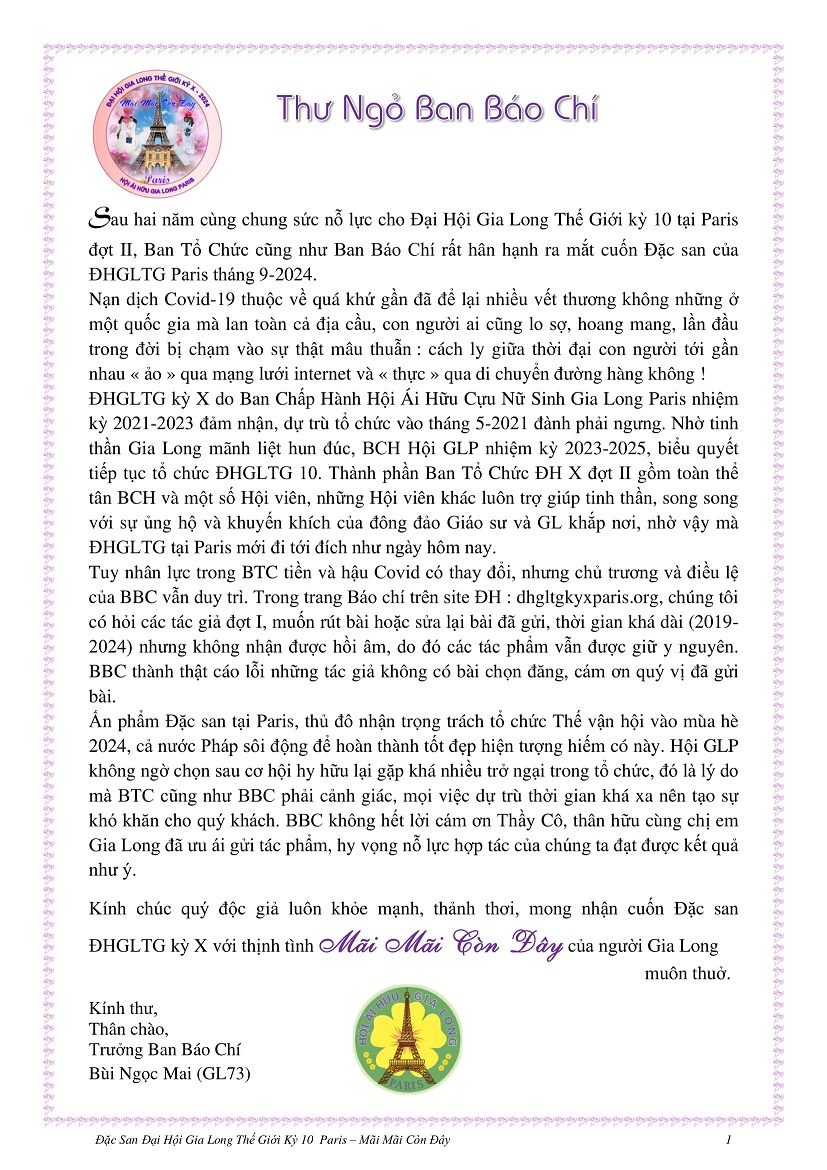 ĐẠI HỘI GIA LONG THẾ GIỚI KỲ X - 2024
Mãi Mãi Còn Đây
Paris
HỘI ÁI HỮU GIA LONG PARIS
Thư Ngỏ Ban Báo Chí
Sau hai năm cùng chung sức nỗ lực cho Đại Hội Gia Long Thế Giới kỳ 10 tại Paris
đợt II, Ban Tổ Chức cũng như Ban Báo Chí rất hân hạnh ra mắt cuốn Đặc san của
ĐHGLTG Paris tháng 9-2024.
Nạn dịch Covid-19 thuộc về quá khứ gần đã để lại nhiều vết thương không những ở
một quốc gia mà lan toàn cả địa cầu, con người ai cũng lo sợ, hoang mang, lần đầu
trong đời bị chạm vào sự thật mâu thuẫn : cách ly giữa thời đại con người tới gần
nhau « ảo » qua mạng lưới internet và « thực » qua di chuyển đường hàng không !
ĐHGLTG kỳ X do Ban Chấp Hành Hội Ái Hữu Cựu Nữ Sinh Gia Long Paris nhiệm
kỳ 2021-2023 đảm nhận, dự trù tổ chức vào tháng 5-2021 đành phải ngưng. Nhờ tinh
thần Gia Long mãnh liệt hun đúc, BCH Hội GLP nhiệm kỳ 2023-2025, biểu quyết
tiếp tục tổ chức ĐHGLTG 10. Thành phần Ban Tổ Chức ĐH X đợt II gồm toàn thể
tân BCH và một số Hội viên, những Hội viên khác luôn trợ giúp tinh thần, song song
với sự ủng hộ và khuyến khích của đông đảo Giáo sư và GL khắp nơi, nhờ vậy mà
ĐHGLTG tại Paris mới đi tới đích như ngày hôm nay.
Tuy nhân lực trong BTC tiền và hậu Covid có thay đổi, nhưng chủ trương và điều lệ
của BBC vẫn duy trì. Trong trang Báo chí trên site ĐH : dhgltgkyxparis.org, chúng tôi
có hỏi các tác giả đợt I, muốn rút bài hoặc sửa lại bài đã gửi, thời gian khá dài (2019-
2024) nhưng không nhận được hồi âm, do đó các tác phẩm vẫn được giữ y nguyên.
BBC thành thật cáo lỗi những tác giả không có bài chọn đăng, cám ơn quý vị đã gửi
bài.
Ấn phẩm Đặc san tại Paris, thủ đô nhận trọng trách tổ chức Thế vận hội vào mùa hè
2024, cả nước Pháp sôi động để hoàn thành tốt đẹp hiện tượng hiếm có này. Hội GLP
không ngờ chọn sau cơ hội hy hữu lại gặp khá nhiều trở ngại trong tổ chức, đó là lý do
mà BTC cũng như BBC phải cảnh giác, mọi việc dự trù thời gian khá xa nên tạo sự
khó khăn cho quý khách. BBC không hết lời cám ơn Thầy Cô, thân hữu cùng chị em
Gia Long đã ưu ái gửi tác phẩm, hy vọng nỗ lực hợp tác của chúng ta đạt được kết quả
như ý.
Kính chúc quý độc giả luôn khỏe mạnh, thảnh thơi, mong nhận cuốn Đặc san
ĐHGLTG kỳ X với thịnh tình Mãi Mãi Còn Đây của người Gia Long
muôn thuở.
Kính thư,
Thân chào,
Trưởng Ban Báo Chí
Bùi Ngọc Mai (GL73)
HỘI ÁI HỮU GIA LONG
PARIS
Đặc San Đại Hội Gia Long Thế Giới Kỳ 10 Paris – Mãi Mãi Còn Đây 1